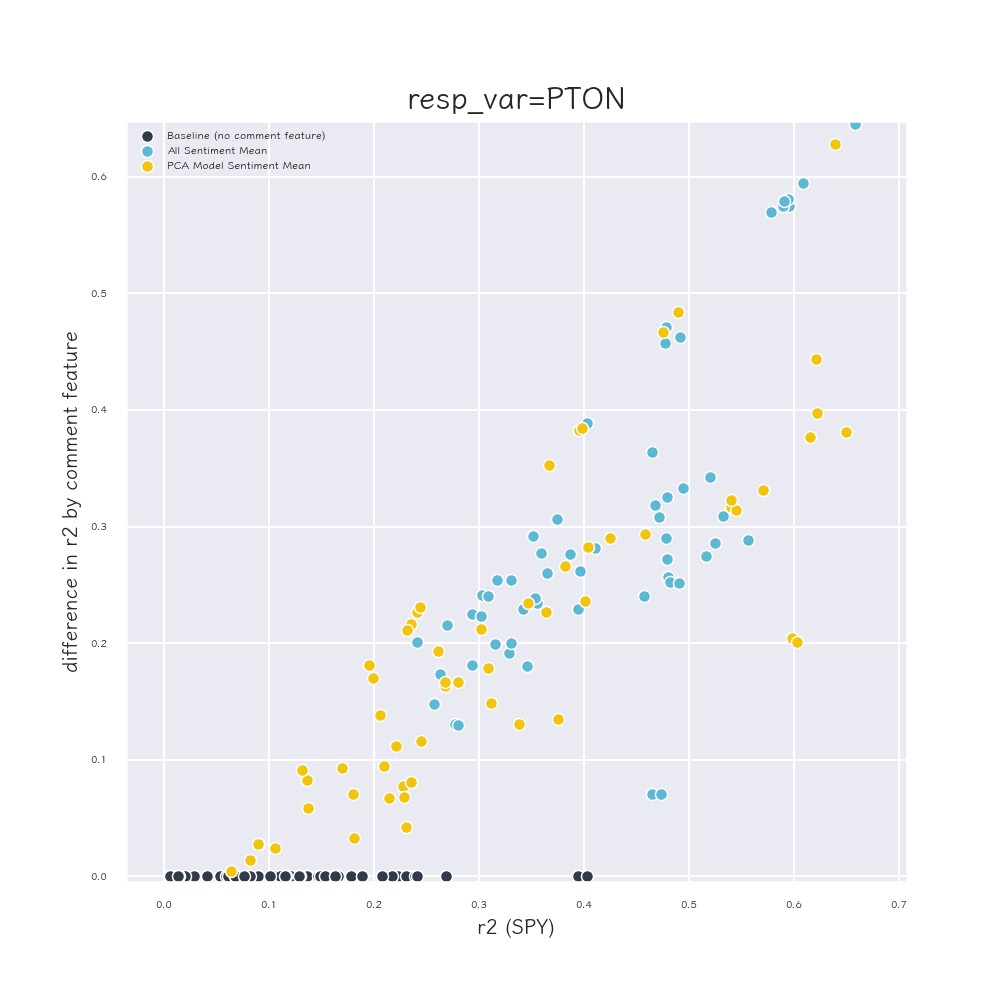 resp_var=PTON
Baseline (no comment feature)
All Sentiment Mean
PCA Model Sentiment Mean
difference in r2 by comment feature
0.6
0.5
0.4
0.3
0.2
0.1
0.0
0.0 0.1 0.2 0.3 0.4 0.5 0.6 0.7
r2 (SPY)